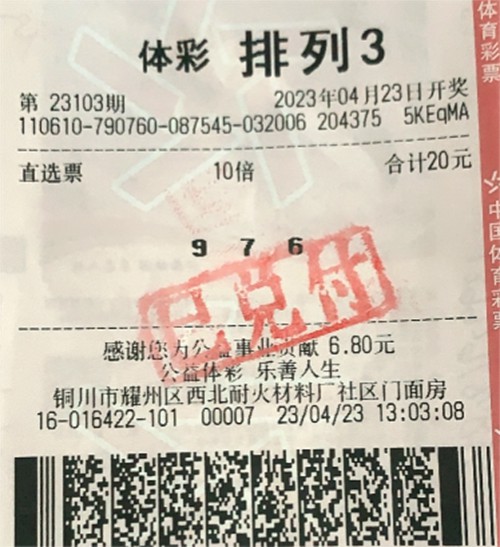 体彩 排列3
第 23103期 2023年04月23日开奖
110610-790760-087545-032006 204375 5KEqMA
直选票 10倍 合计20元
9 7 6
已兑付
感谢您为公益事业贡献 6.80元
公益体彩 乐善人生
铜川市耀州区西北耐火材料厂社区门面房
16-016422-101 00007 23/04/23 13:03:08
体育彩票
中国体育彩票